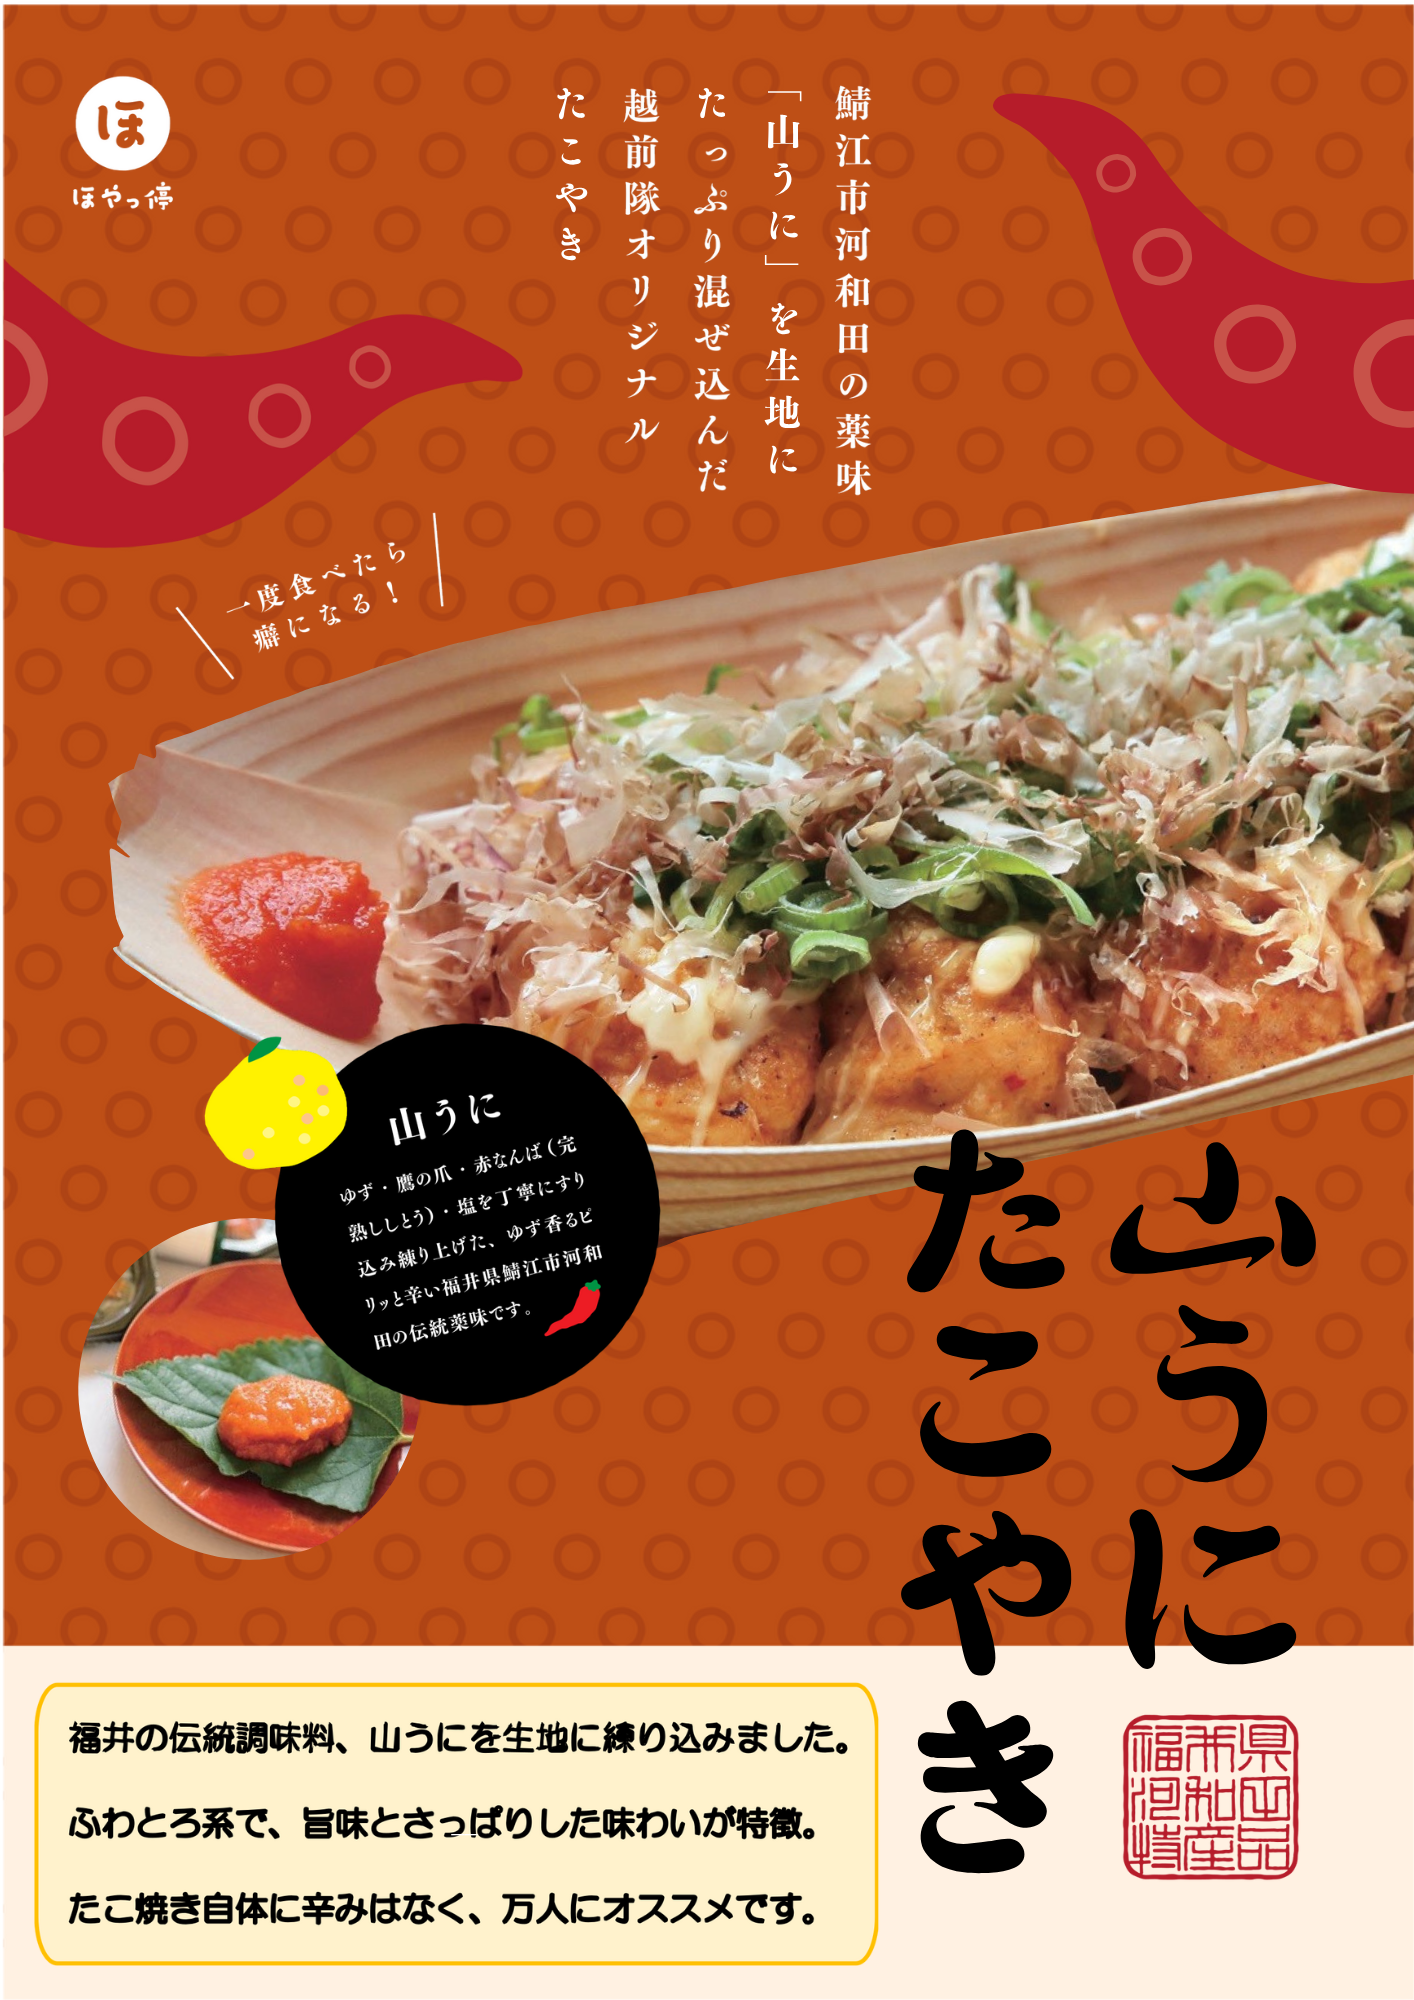 ほ
ほやっ停
鯖江市河和田の薬味
「山うに」を生地に
たっぷり混ぜ込んだ
越前隊オリジナル
たこやき
一度食べたら
癖になる！
山うに
ゆず・鷹の爪・赤なんば（完
熟ししとう）・塩を丁寧にすり
込み練り上げた、ゆず香るピ
リッと辛い福井県鯖江市河和
田の伝統薬味です。
山うに
たこやき
福井の伝統調味料、山うにを生地に練り込みました。
ふわとろ系で、旨味とさっぱりした味わいが特徴。
たこ焼き自体に辛みはなく、万人にオススメです。